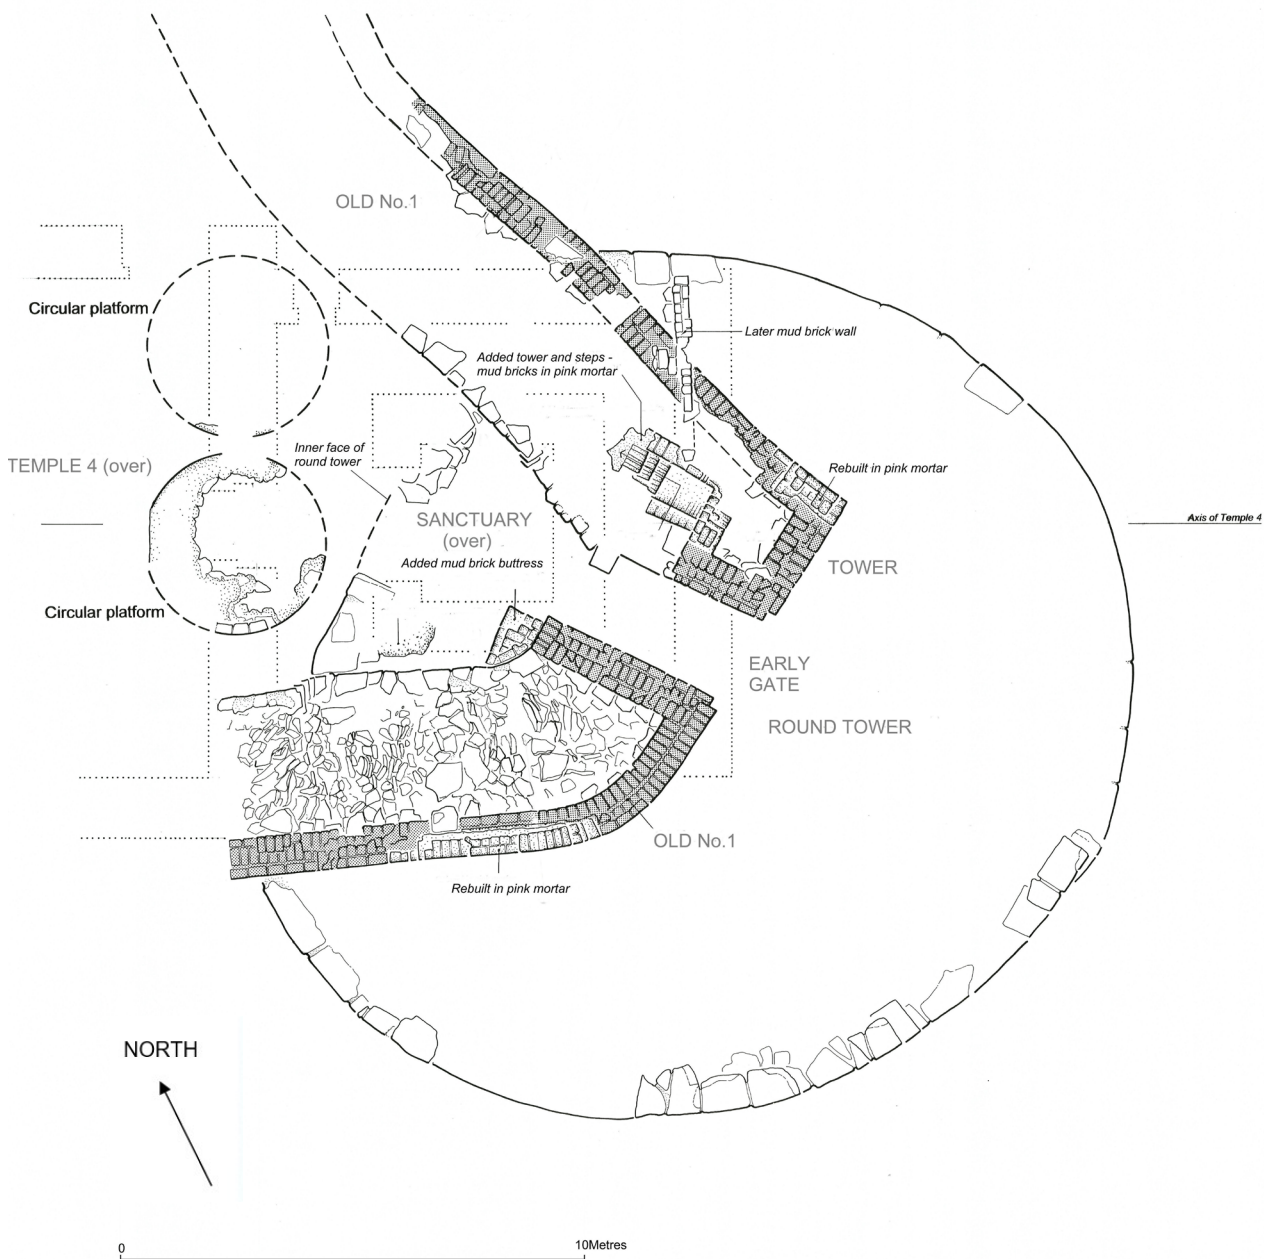 OLD No.1
Circular platform
Later mud brick wall
Added tower and steps -
mud bricks in pink mortar
Inner face of
round tower
TEMPLE 4 (over)
Rebuilt in pink mortar
SANCTUARY
(over)
Axis of Temple 4
Added mud brick buttress
TOWER
Circular platform
EARLY
GATE
ROUND TOWER
OLD No.1
Rebuilt in pink mortar
NORTH
0
10Metres